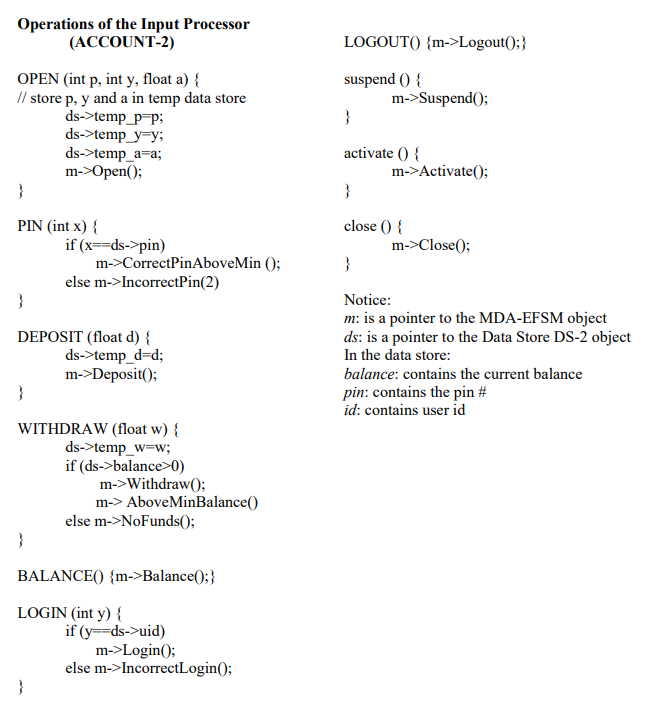 Operations of the Input Processor
(ACCOUNT-2)
OPEN (int p, int y, float a) {
// store p, y and a in temp data store
ds->temp_p=p;
ds->temp_y=y;
ds->temp_a=a;
m->Open();
}
PIN (int x) {
if (x==ds->pin)
m->CorrectPinAboveMin ();
else m->IncorrectPin(2)
}
DEPOSIT (float d) {
ds->temp_d=d;
m->Deposit();
}
WITHDRAW (float w) {
ds->temp_w=w;
if (ds->balance>0)
m->Withdraw();
m-> AboveMinBalance()
else m->NoFunds();
}
BALANCE() {m->Balance();}
LOGIN (int y) {
if (y==ds->uid)
m->Login();
else m->IncorrectLogin();
}
LOGOUT() {m->Logout();}
suspend () {
m->Suspend();
}
activate () {
m->Activate();
}
close () {
m->Close();
}
Notice:
m: is a pointer to the MDA-EFSM object
ds: is a pointer to the Data Store DS-2 object
In the data store:
balance: contains the current balance
pin: contains the pin #
id: contains user id